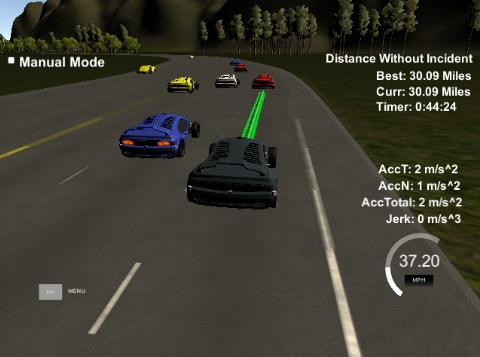 Manual Mode
Distance Without Incident
Best: 30.09 Miles
Curr: 30.09 Miles
Timer: 0:44:24
AccT: 2 m/s^2
AccN: 1 m/s^2
AccTotal: 2 m/s^2
Jerk: 0 m/s^3
37.20
MPH
MENU